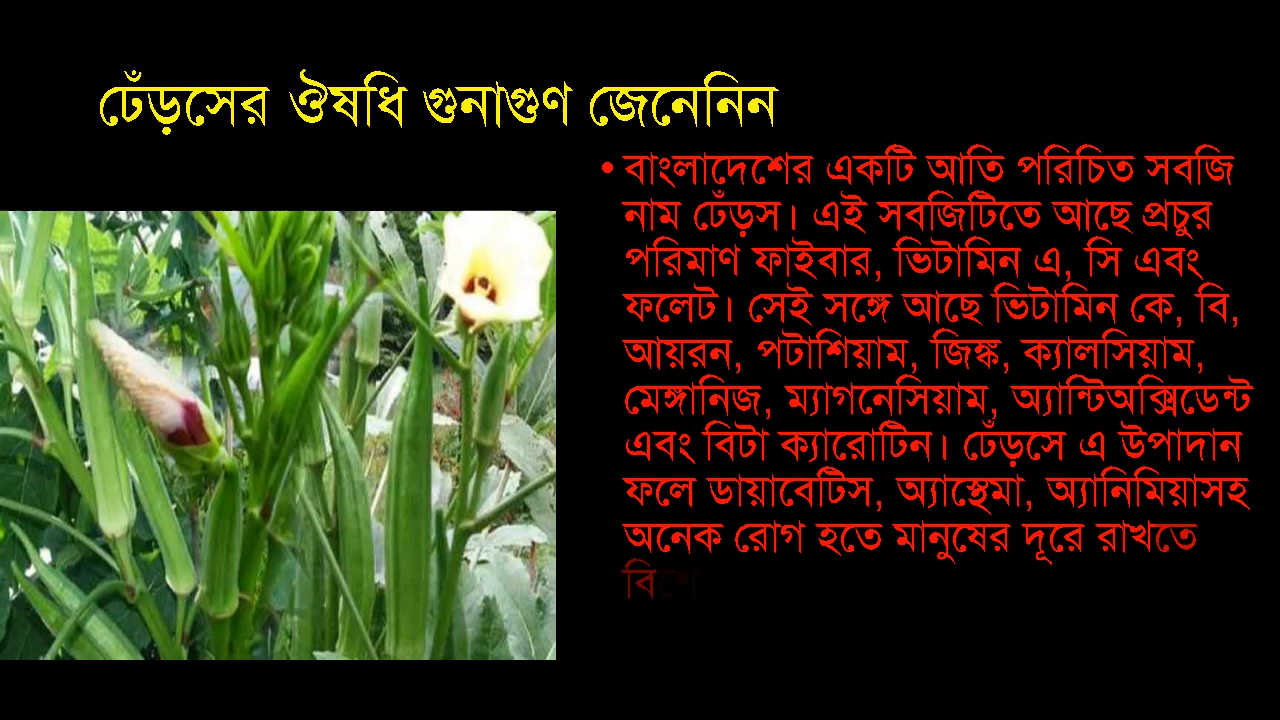 ঢেঁড়সের ঔষধি গুনাগুণ জেনেনিন
• বাংলাদেশের একটি আতি পরিচিত সবজি
নাম ঢেঁড়স। এই সবজিটিতে আছে প্রচুর
পরিমাণ ফাইবার, ভিটামিন এ, সি এবং
ফলেট। সেই সঙ্গে আছে ভিটামিন কে, বি,
আয়রন, পটাশিয়াম, জিঙ্ক, ক্যালসিয়াম,
মেঙ্গানিজ, ম্যাগনেসিয়াম, অ্যান্টিঅক্সিডেন্ট
এবং বিটা ক্যারোটিন। ঢেঁড়সে এ উপাদান
ফলে ডায়াবেটিস, অ্যাস্থেমা, অ্যানিমিয়াসহ
অনেক রোগ হতে মানুষের দূরে রাখতে